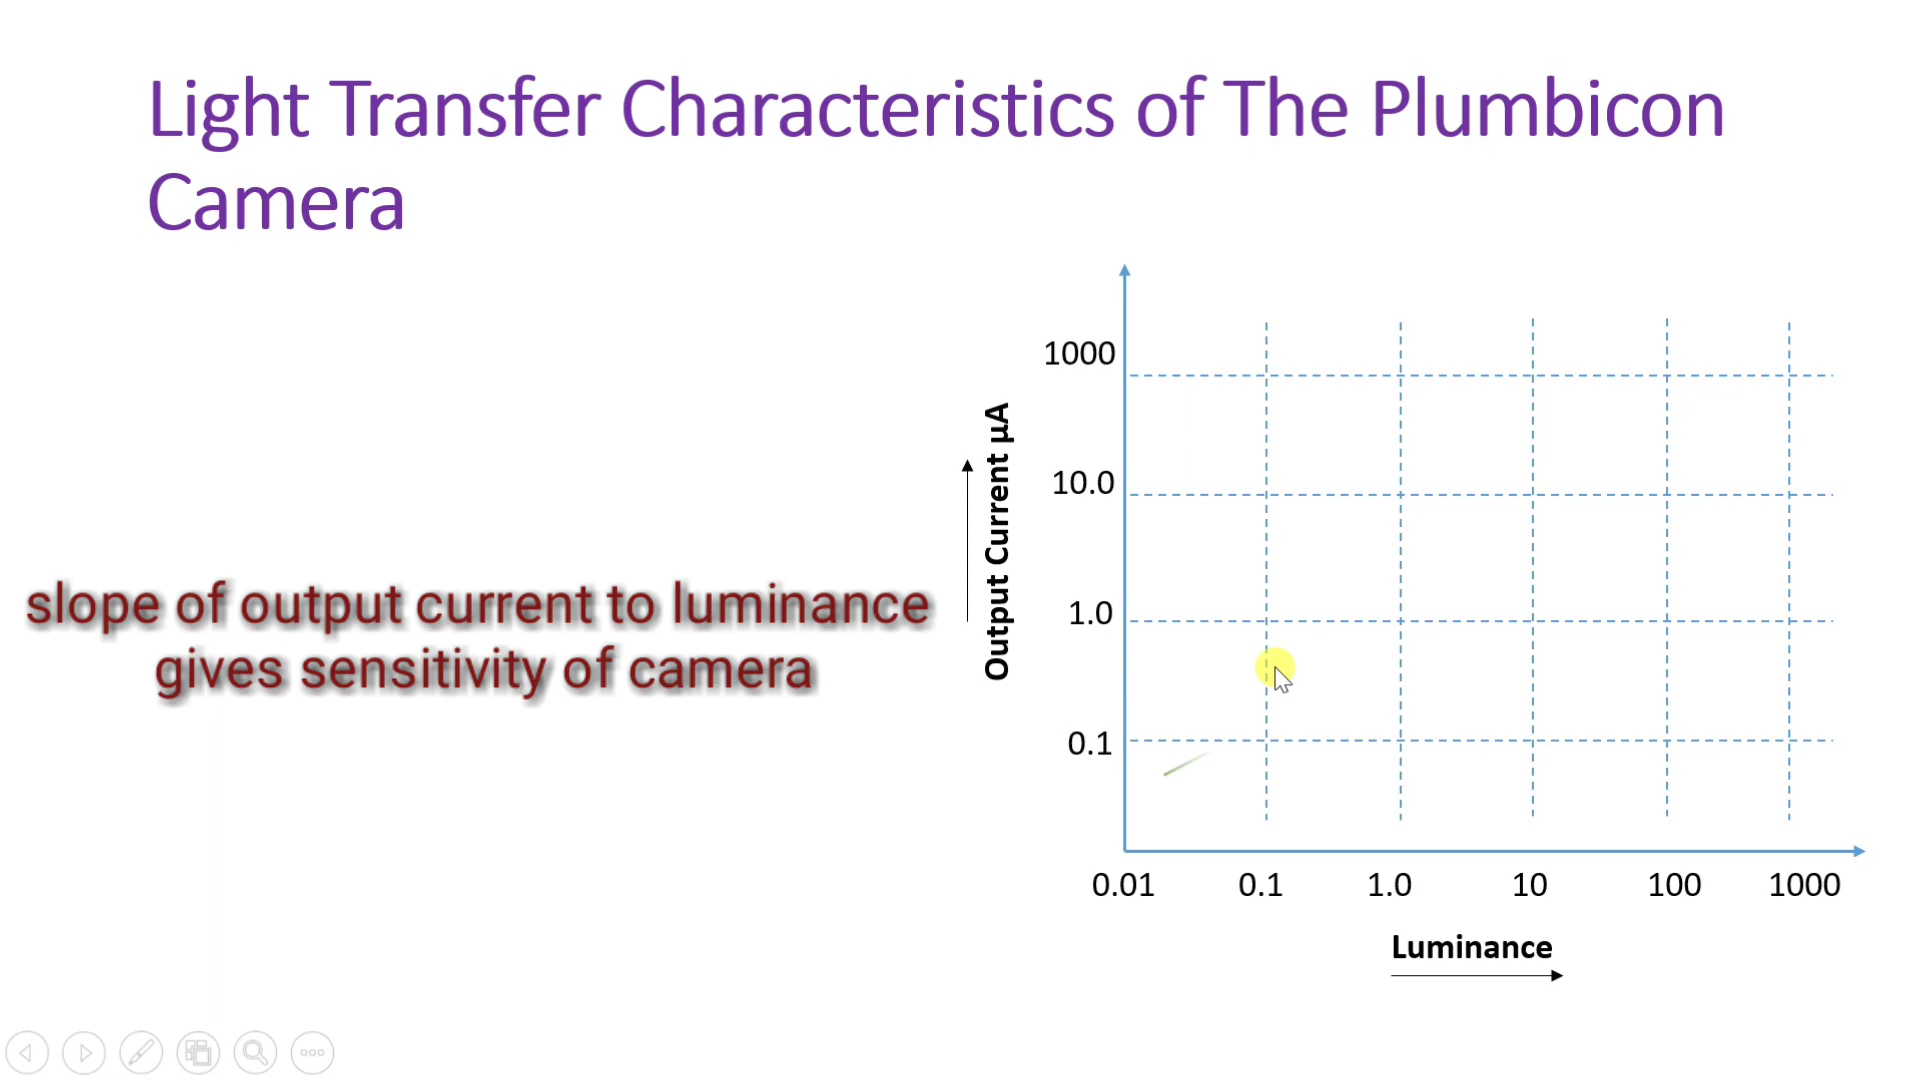 Light Transfer Characteristics of The Plumbicon
Camera
slope of output current to luminance
gives sensitivity of camera
Output Current µA
1000
10.0
1.0
0.1
0.01 0.1 1.0 10 100 1000
Luminance